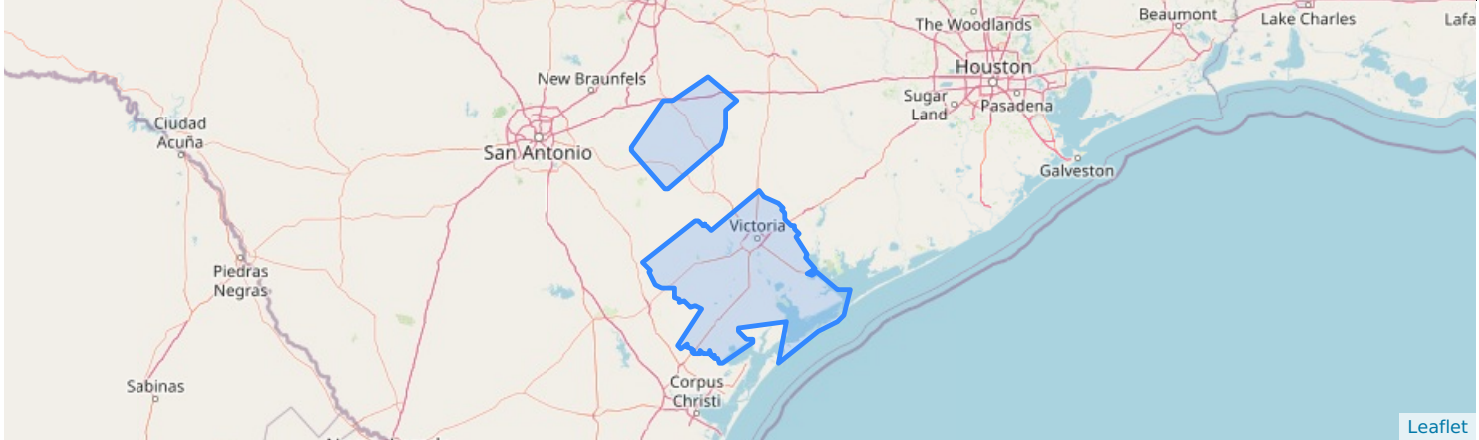 The Woodlands
Beaumont
Lake Charles
Lafa
Houston
New Braunfels
Sugar
Land
Pasadena
Ciudad
Acuña
San Antonio
Galveston
Victoria
Piedras
Negras
Sabinas
Corpus
Christi
Leaflet